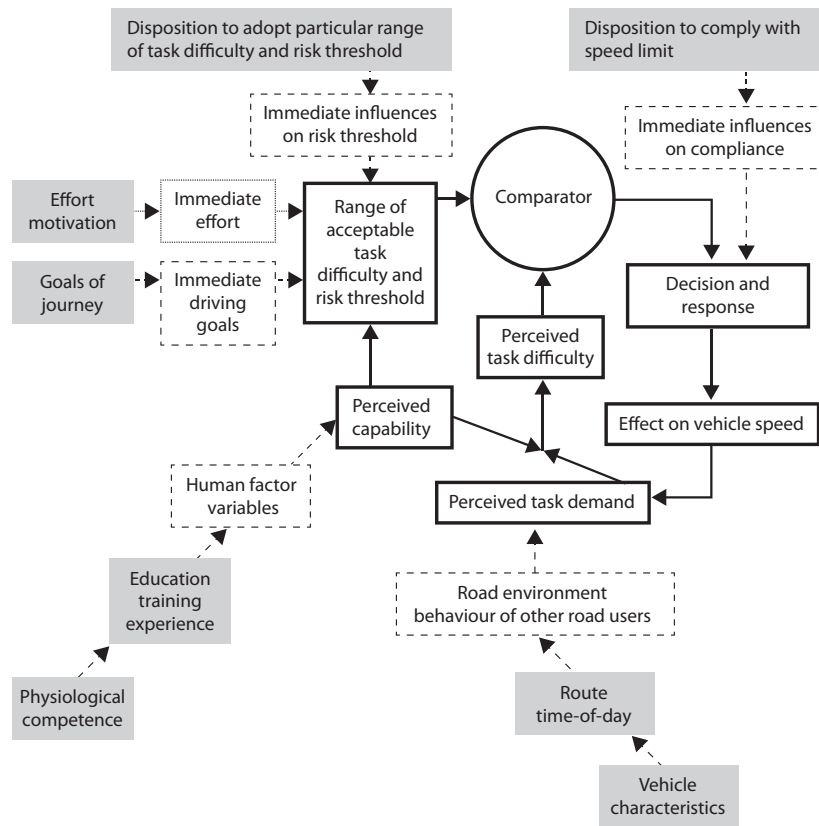 Disposition to adopt particular range
of task difficulty and risk threshold
Disposition to comply with
speed limit
Immediate influences
on risk threshold
Immediate influences
on compliance
Effort
motivation
Immediate
effort
Range of
acceptable
task
difficulty and
risk threshold
Comparator
Goals of
journey
Immediate
driving
goals
Decision and
response
Perceived
task difficulty
Perceived
capability
Effect on vehicle speed
Human factor
variables
Perceived task demand
Education
training
experience
Road environment
behaviour of other road users
Physiological
competence
Route
time-of-day
Vehicle
characteristics